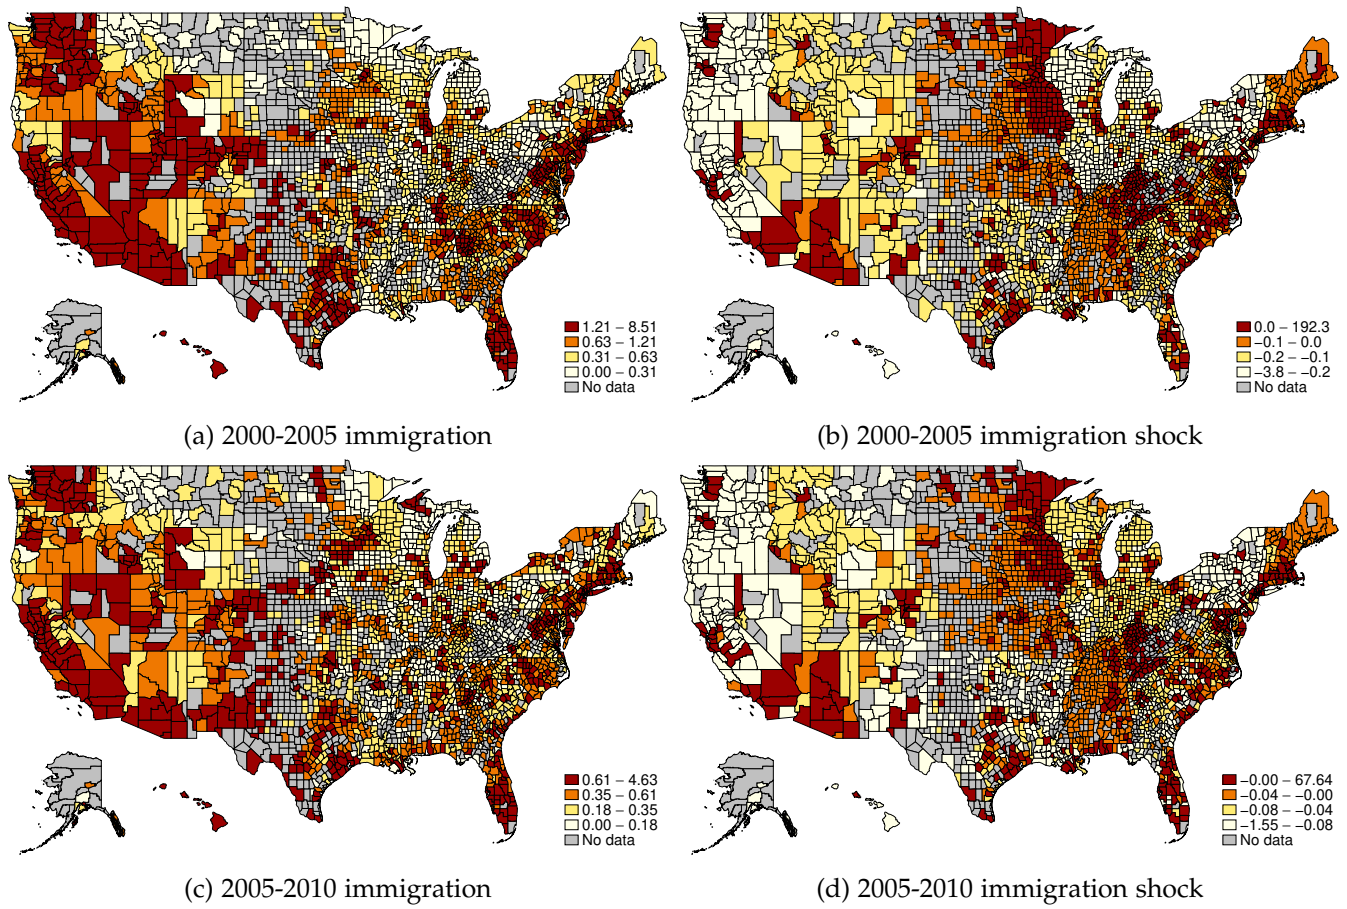 1.21 − 8.51
0.63 − 1.21
0.31 − 0.63
0.00 − 0.31
No data
(a) 2000-2005 immigration
0.0 − 192.3
−0.1 − 0.0
−0.2 − −0.1
−3.8 − −0.2
No data
(b) 2000-2005 immigration shock
0.61 − 4.63
0.35 − 0.61
0.18 − 0.35
0.00 − 0.18
No data
(c) 2005-2010 immigration
−0.00 − 67.64
−0.04 − −0.00
−0.08 − −0.04
−1.55 − −0.08
No data
(d) 2005-2010 immigration shock